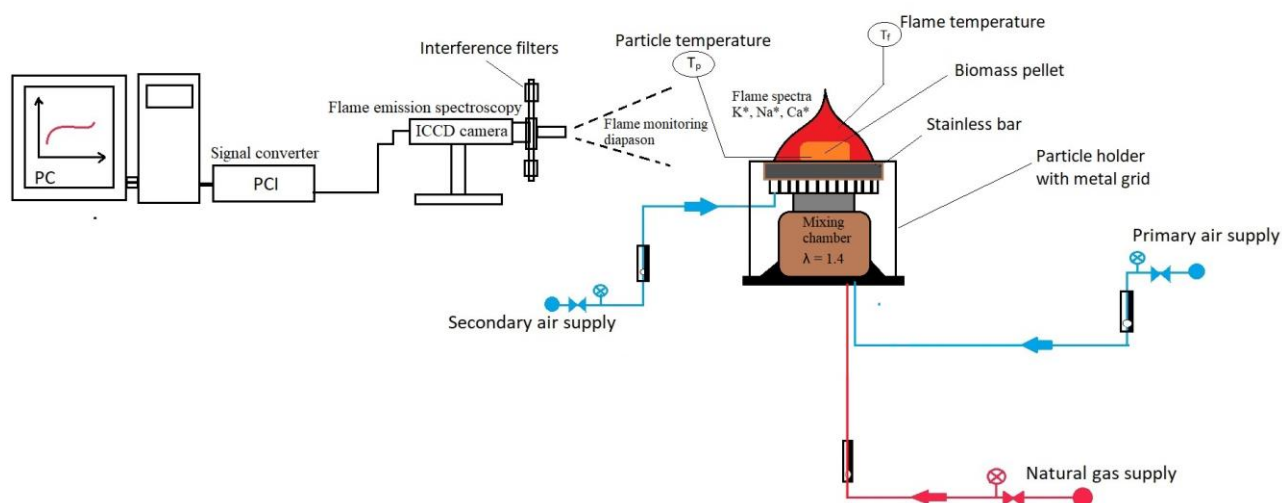 Interference filters
Flame emission spectroscopy
ICCD camera
Flame monitoring
diapason
Signal converter
PCI
PC
Particle temperature
Tp
Flame temperature
Tf
Flame spectra
K*, Na*, Ca*
Biomass pellet
Stainless bar
Particle holder
with metal grid
Mixing
chamber
λ = 1.4
Primary air supply
Secondary air supply
Natural gas supply